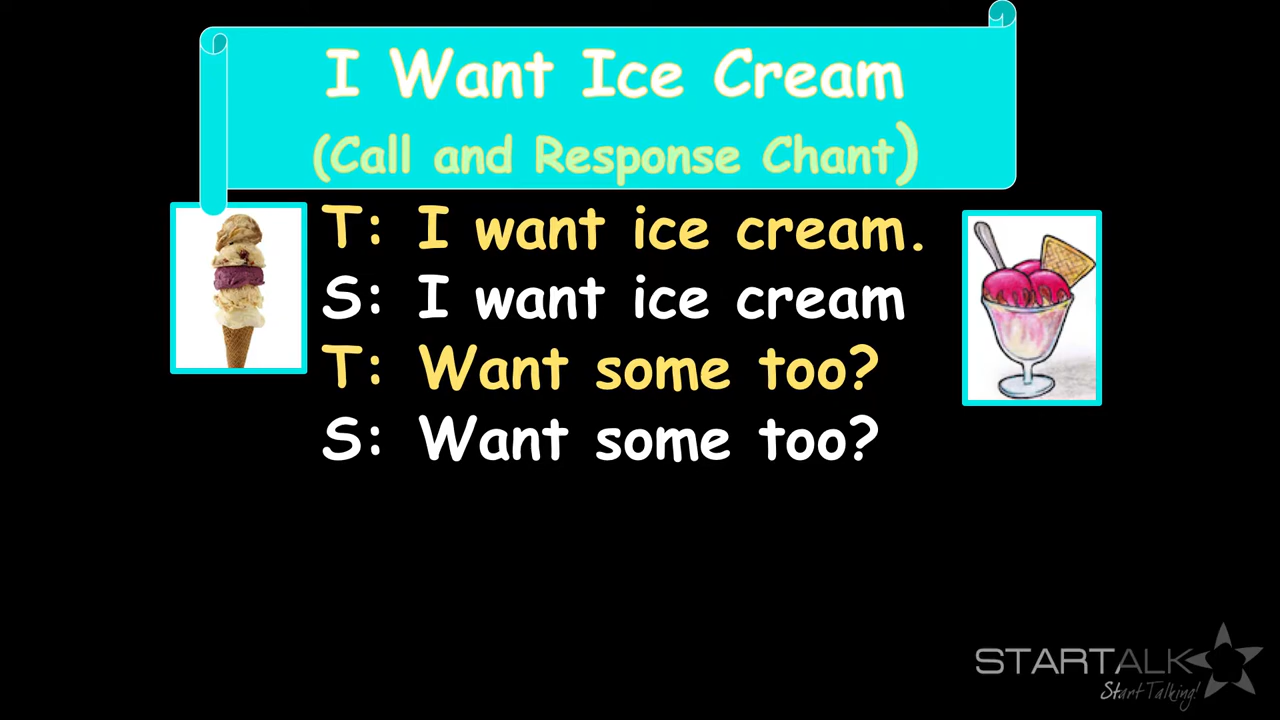 I Want Ice Cream
(Call and Response Chant)
T: I want ice cream.
S: I want ice cream
T: Want some too?
S: Want some too?
STARTALK
Start Talking!